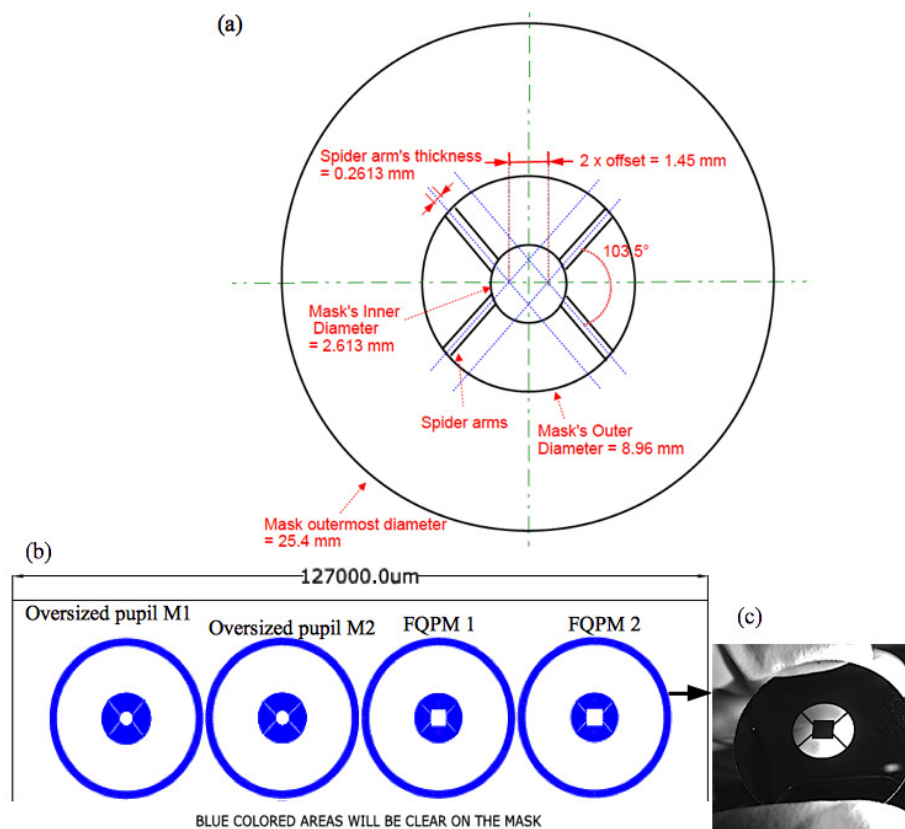 (a)
Spider arm's thickness
= 0.2613 mm
2 x offset = 1.45 mm
103.5°
Mask's Inner
Diameter
= 2.613 mm
Spider arms
Mask's Outer
Diameter = 8.96 mm
Mask outermost diameter
= 25.4 mm
(b)
127000.0um
Oversized pupil M1
Oversized pupil M2
FQPM 1
FQPM 2
(c)
BLUE COLORED AREAS WILL BE CLEAR ON THE MASK